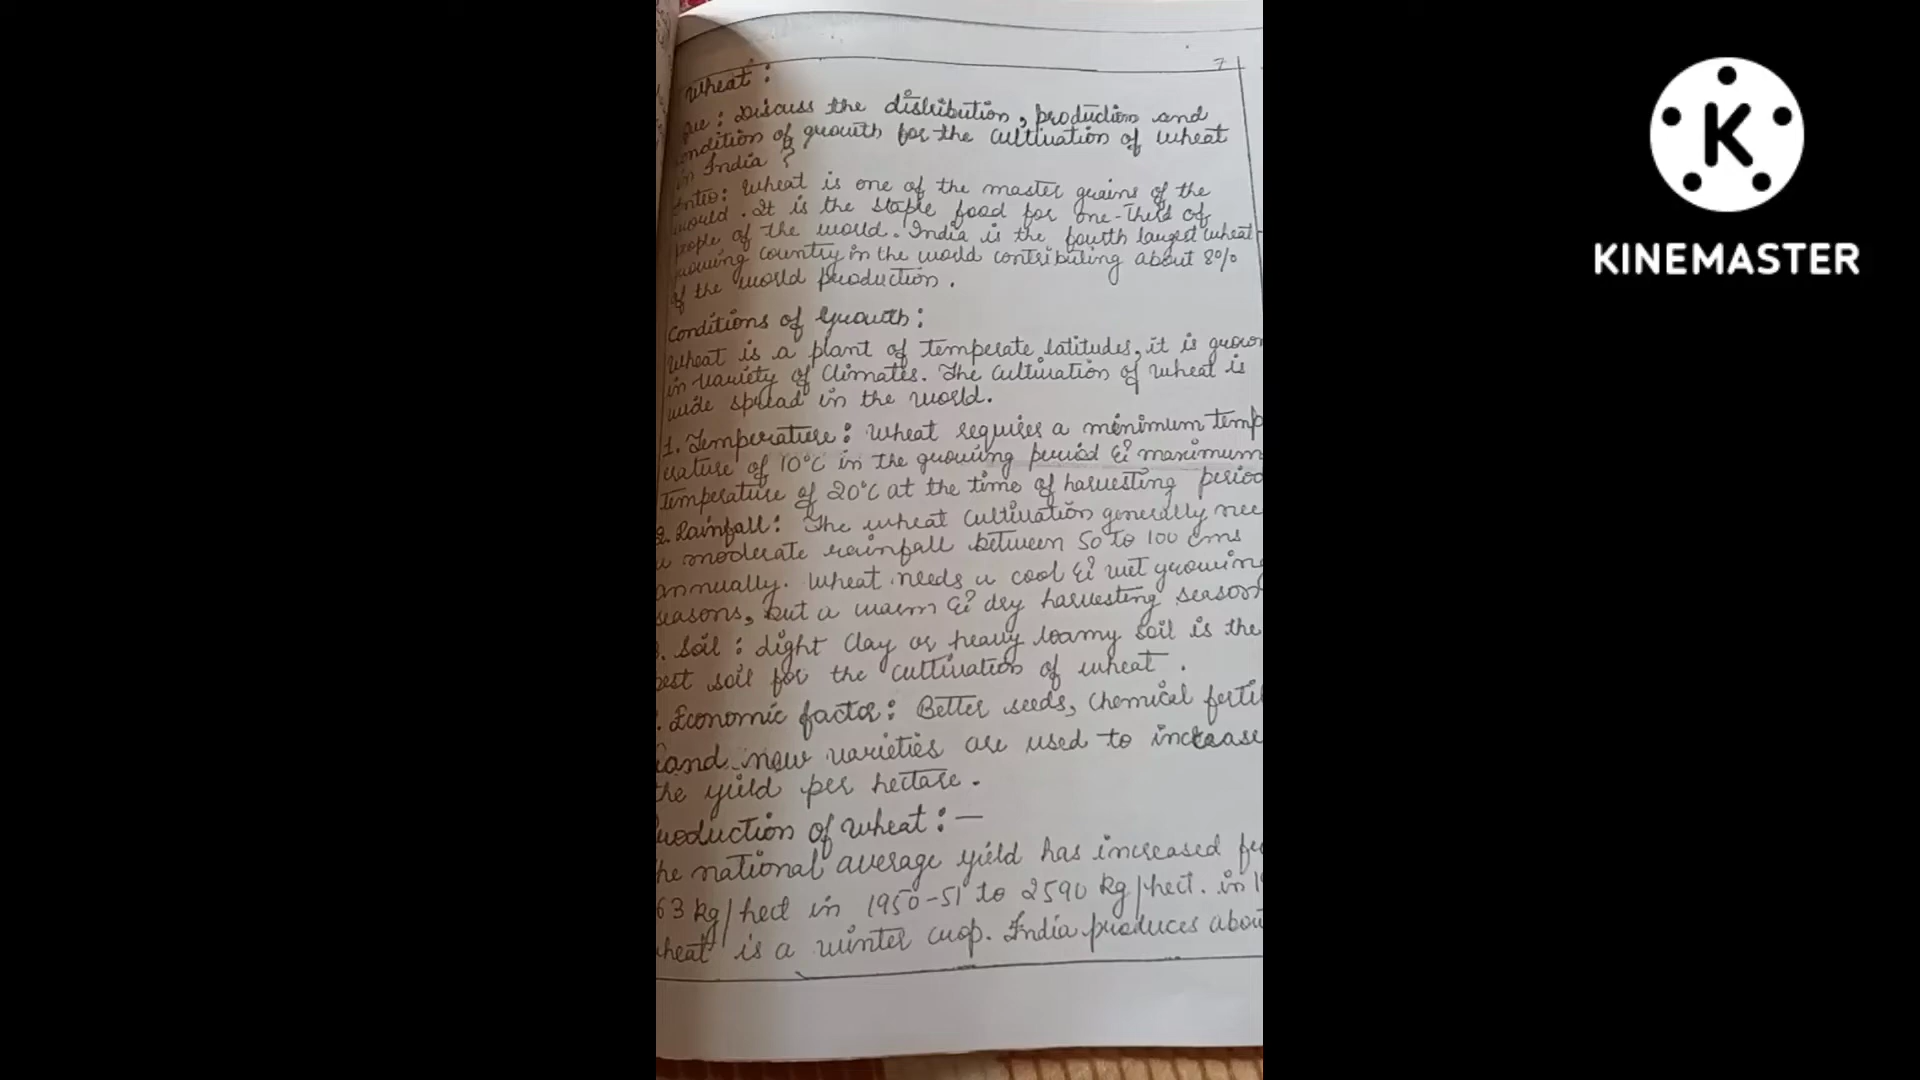 Wheat:
7
Que: Discuss the distribution, production and
condition of growth for the cultivation of wheat
in India ?
Intro: Wheat is one of the master grains of the
world. It is the staple food for one-third of
people of the world. India is the fourth largest wheat-
growing country in the world contributing about 8%
of the world production.
Conditions of Growth:
Wheat is a plant of temperate latitudes, it is grown
in variety of climates. The cultivation of wheat is
wide spread in the world.
1. Temperature: Wheat requires a minimum temp
erature of 10°C in the growing period & maximum
temperature of 20°C at the time of harvesting period
2. Rainfall: The wheat cultivation generally nee
a moderate rainfall between 50 to 100 cms
annually. Wheat needs a cool & wet growing
seasons, but a warm & dry harvesting season
3. Soil: Light clay or heavy loamy soil is the
best soil for the cultivation of wheat.
. Economic factor: Better seeds, chemical ferti
and new varieties are used to increase
the yield per hectare.
Production of Wheat:—
The national average yield has increased
63 kg/hect in 1950-51 to 2590 kg/hect. in 1
wheat is a winter crop. India produces abou
K
KINEMASTER